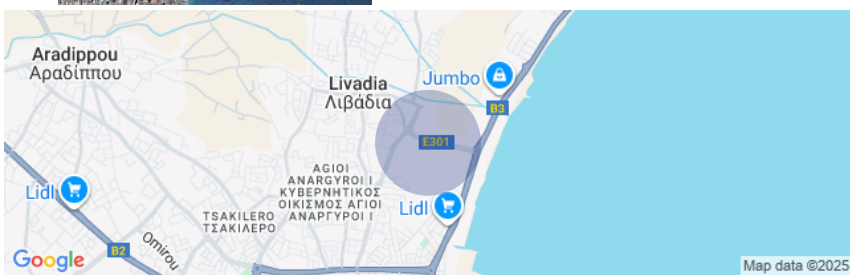 Aradippou
Αραδίππου
Livadia
Λιβάδια
Jumbo
B3
E301
AGIOI
ANARGYROI I
ΚΥΒΕΡΝΗΤΙΚΟΣ
ΟΙΚΙΣΜΟΣ ΑΓΙΟΙ
ΑΝΑΡΓΥΡΟΙ Ι
Lidl
Lidl
TSAKILERO
ΤΣΑΚΙΛΕΡΟ
Omirou
B2
Google
Map data ©2025